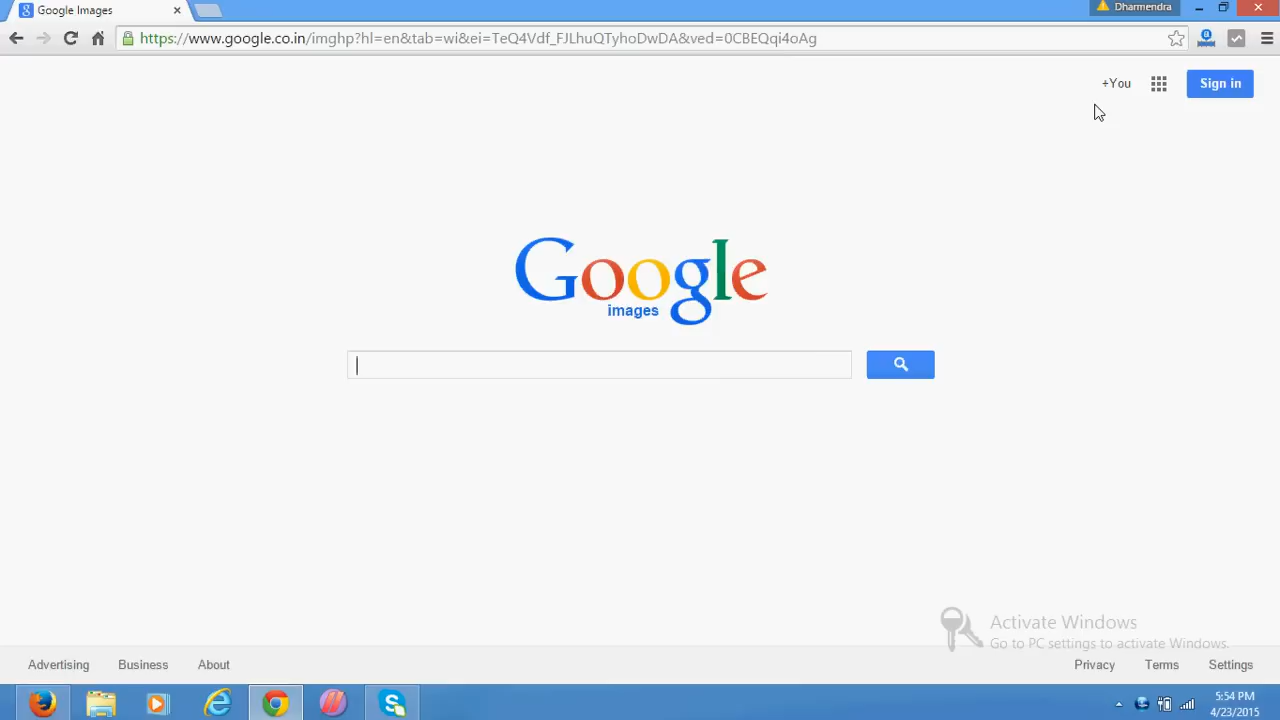 Google Images
Dharmendra
https://www.google.co.in/imghp?hl=en&tab=wi&ei=TeQ4Vdf_FJLhuQTyhoDwDA&ved=0CBEQqi4oAg
+You
Sign in
Google
images
Activate Windows
Go to PC settings to activate Windows.
Advertising Business About
Privacy Terms Settings
5:54 PM
4/23/2015